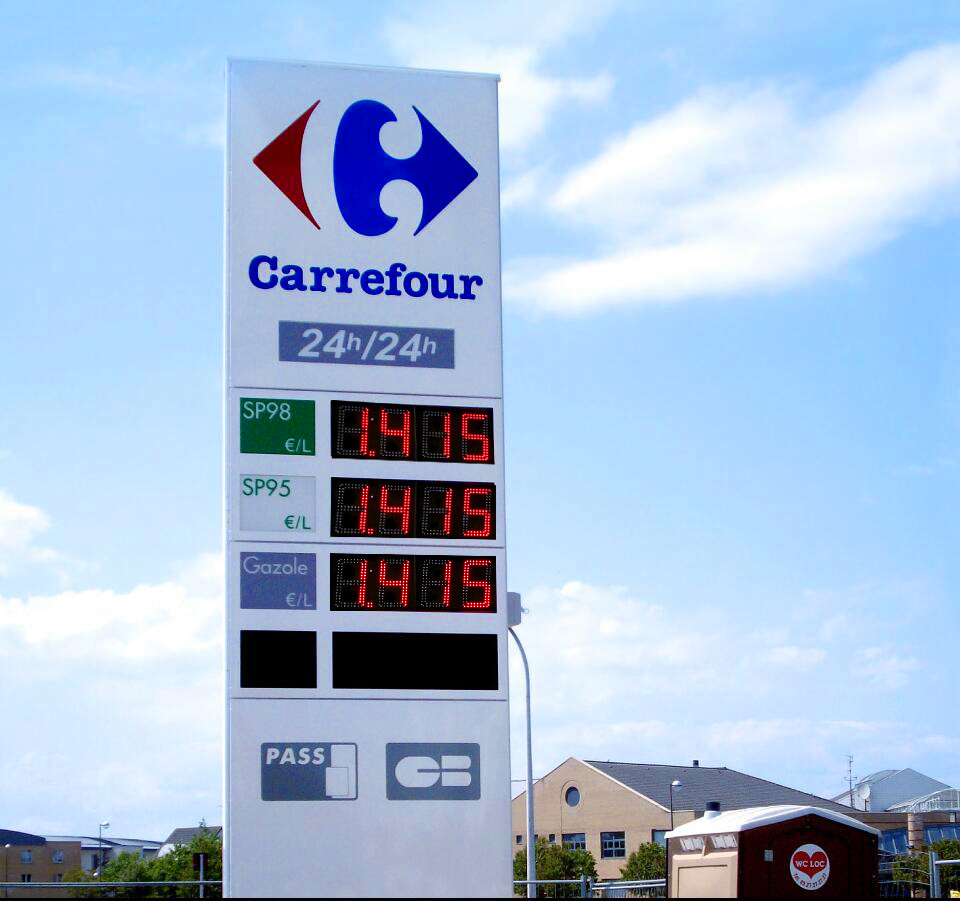 Carrefour
24h/24h
SP98
€/L
1.415
SP95
€/L
1.415
Gazole
€/L
1.415
PASS
CB
WC LOC